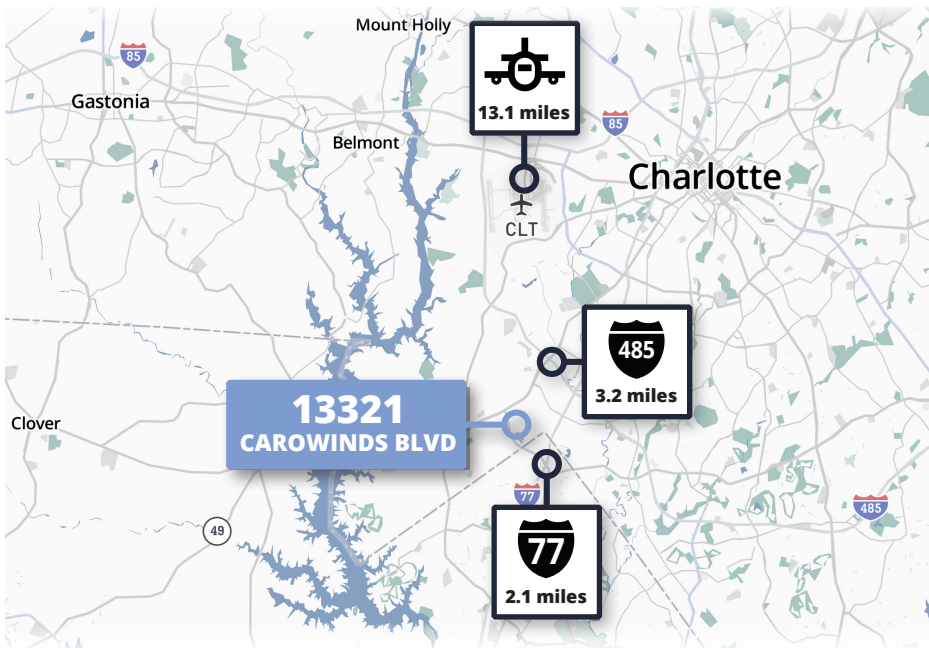 Mount Holly
85
Gastonia
13.1 miles
85
Belmont
Charlotte
CLT
485
3.2 miles
13321
CAROWINDS BLVD
Clover
77
485
49
77
2.1 miles